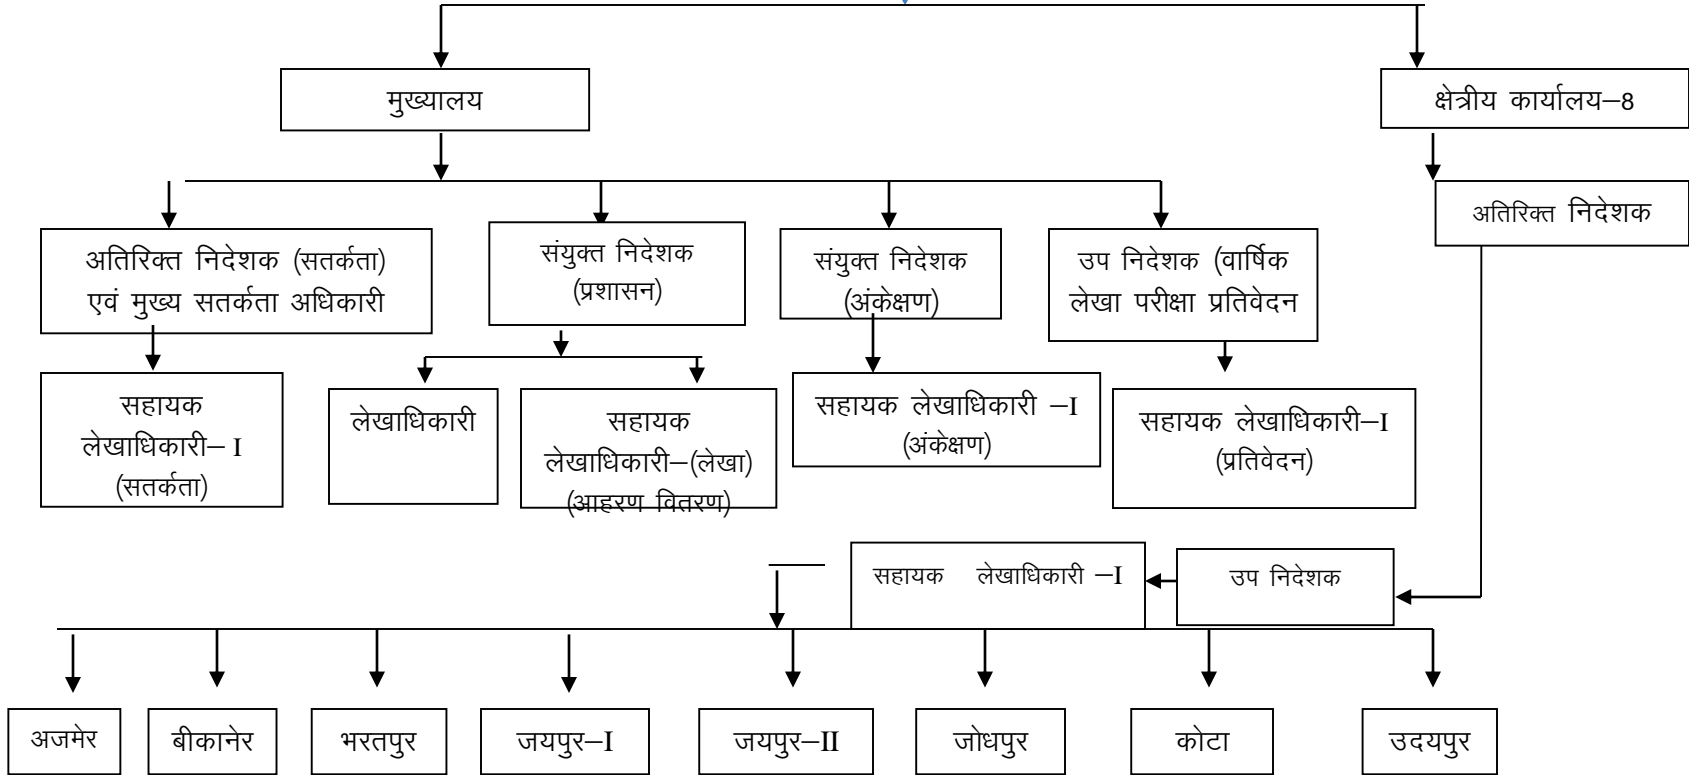 मुख्यालय
क्षेत्रीय कार्यालय–8
अतिरिक्त निदेशक
अतिरिक्त निदेशक (सतर्कता)
एवं मुख्य सतर्कता अधिकारी
संयुक्त निदेशक
(प्रशासन)
संयुक्त निदेशक
(अंकेक्षण)
उप निदेशक (वार्षिक
लेखा परीक्षा प्रतिवेदन
सहायक
लेखाधिकारी– I
(सतर्कता)
लेखाधिकारी
सहायक
लेखाधिकारी–(लेखा)
(आहरण वितरण)
सहायक लेखाधिकारी –I
(अंकेक्षण)
सहायक लेखाधिकारी–I
(प्रतिवेदन)
सहायक लेखाधिकारी –I
उप निदेशक
अजमेर
बीकानेर
भरतपुर
जयपुर–I
जयपुर–II
जोधपुर
कोटा
उदयपुर